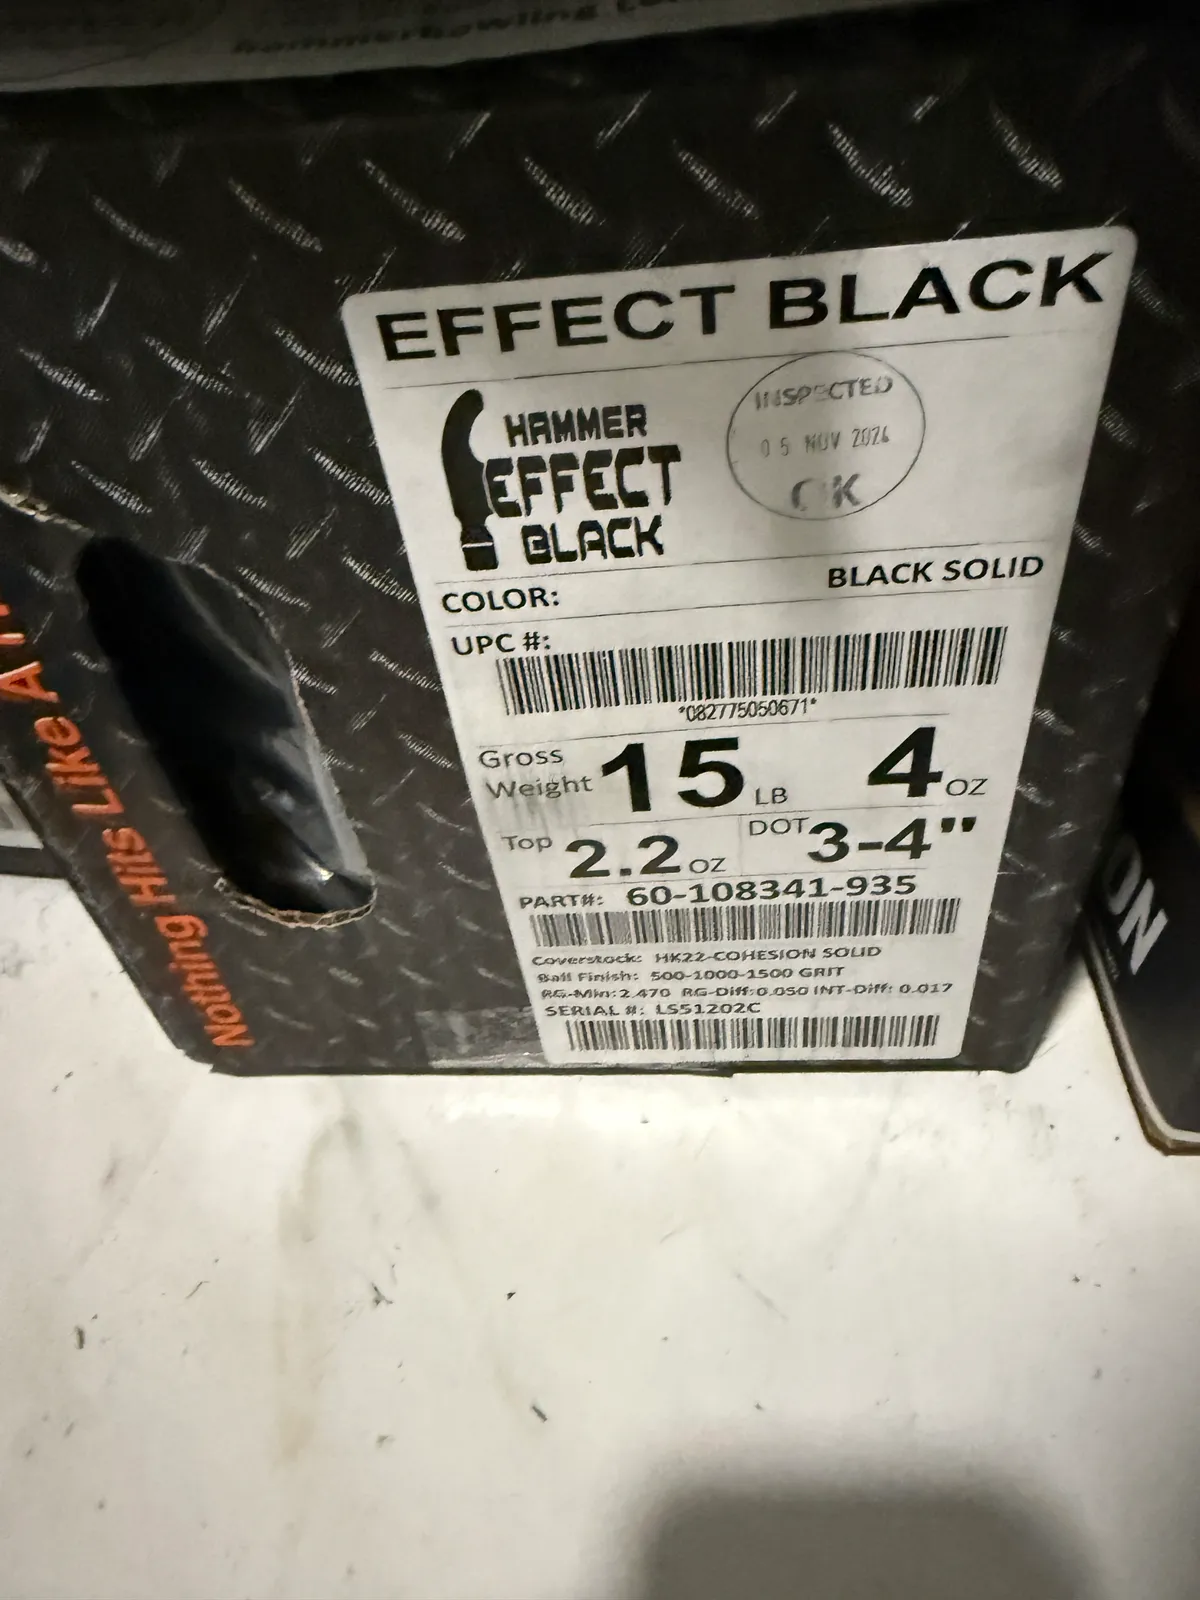 EFFECT BLACK
HAMMER
EFFECT
BLACK
INSPECTED
05 NOV 2024
OK
COLOR: BLACK SOLID
UPC #:
*082775050671*
Gross
Weight 15 LB 4 OZ
Top 2.2 OZ DOT 3-4"
PART#: 60-108341-935
Coverstock: HK22-COHESION SOLID
Ball Finish: 500-1000-1500 GRIT
RG-Min:2.470 RG-Diff:0.050 INT-Diff: 0.017
SERIAL #: LS51202C
Nothing Hits Like A
ON